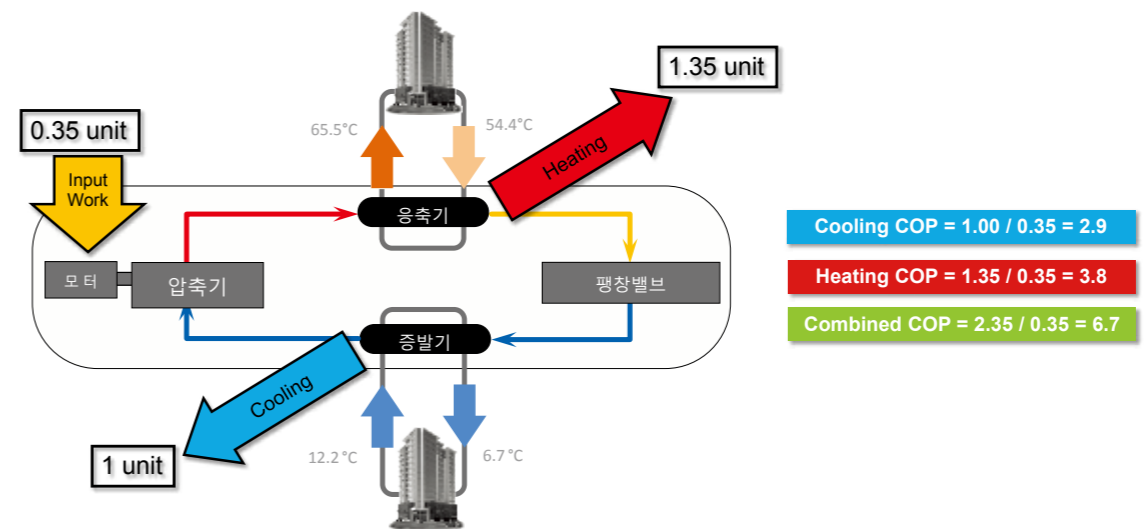 1.35 unit
0.35 unit
65.5°C
54.4°C
Heating
Input
Work
응축기
Cooling COP = 1.00 / 0.35 = 2.9
모 터
압축기
팽창밸브
Heating COP = 1.35 / 0.35 = 3.8
Combined COP = 2.35 / 0.35 = 6.7
증발기
Cooling
1 unit
12.2°C
6.7°C